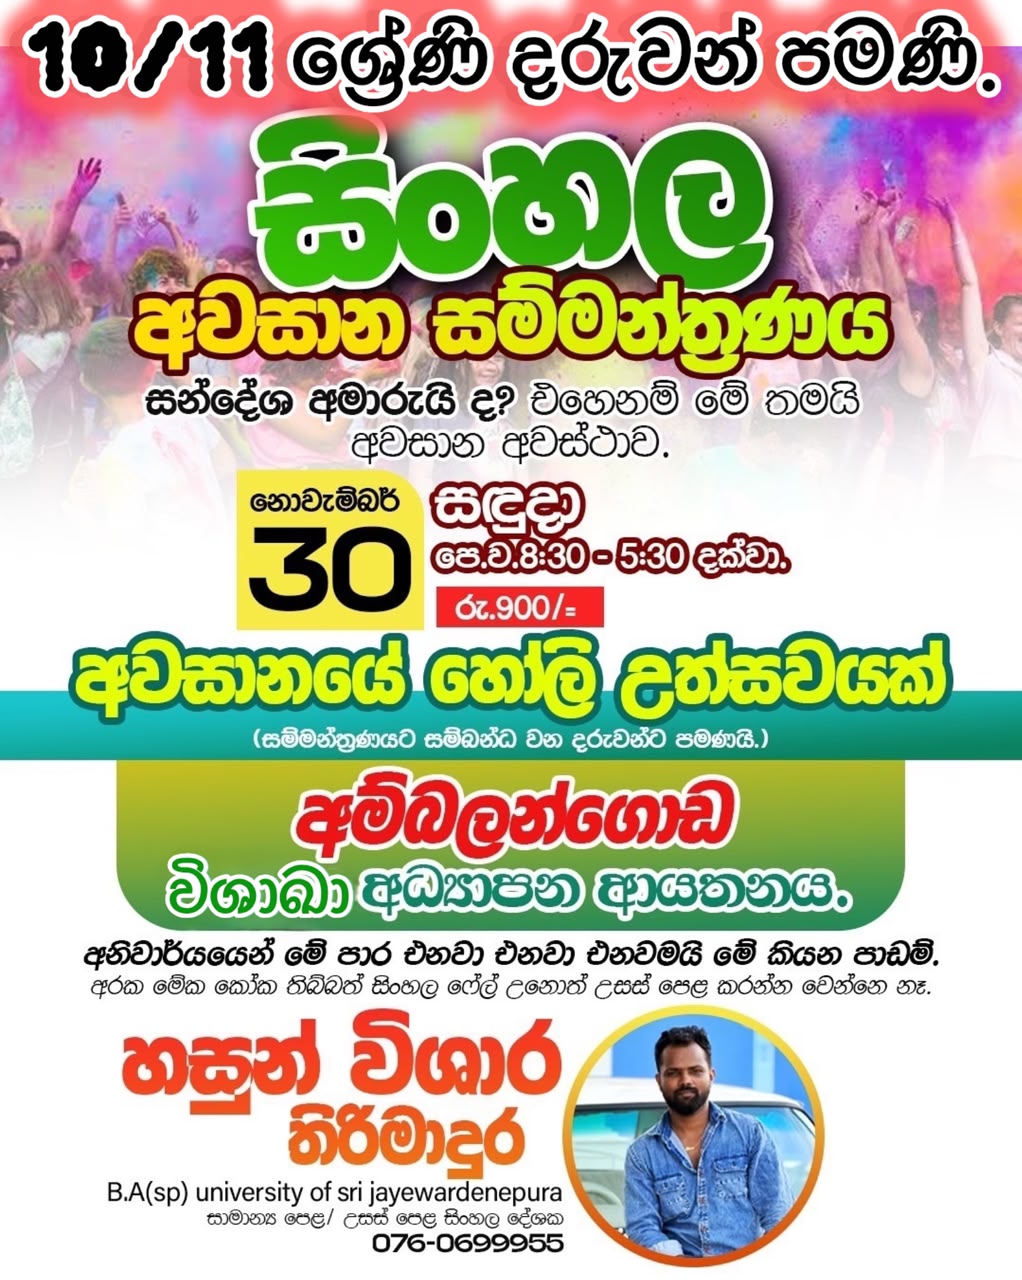 10/11 ශ්‍රේණි දරුවන් පමණි.
සිංහල
අවසාන සම්මන්ත්‍රණය
සන්දේශ අමාරුයි ද? එහෙනම් මේ තමයි
අවසාන අවස්ථාව.
නොවැම්බර්
30
සඳුදා
පෙ.ව.8:30 - 5:30 දක්වා.
රු.900/=
අවසානයේ හෝලි උත්සවයක්
(සම්මන්ත්‍රණයට සම්බන්ධ වන දරුවන්ට පමණයි.)
අම්බලන්ගොඩ
විශාඛා අධ්‍යාපන ආයතනය.
අනිවාර්යයෙන් මේ පාර එනවා එනවා එනවමයි මේ කියන පාඩම්.
අරක මේක කෝක තිබ්බත් සිංහල ෆේල් උනොත් උසස් පෙළ කරන්න වෙන්නෙ නෑ.
හසුන් විශාර
තිරිමාදුර
B.A(sp) university of sri jayewardenepura
සාමාන්‍ය පෙළ/ උසස් පෙළ සිංහල දේශක
076-0699955